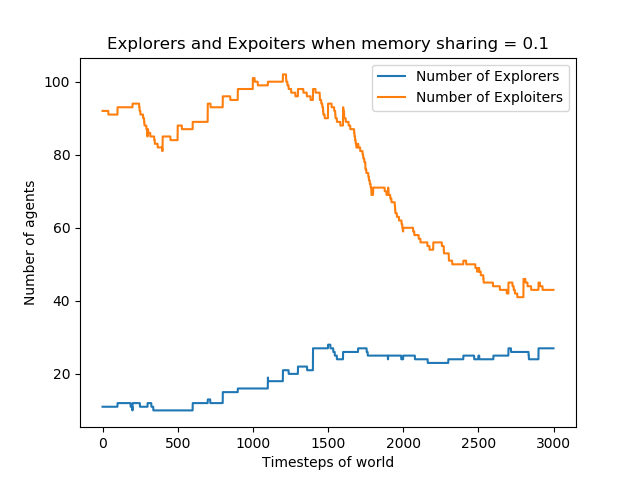 Explorers and Expoiters when memory sharing = 0.1
Number of Explorers
Number of Exploiters
100
80
60
40
20
Number of agents
0 500 1000 1500 2000 2500 3000
Timesteps of world